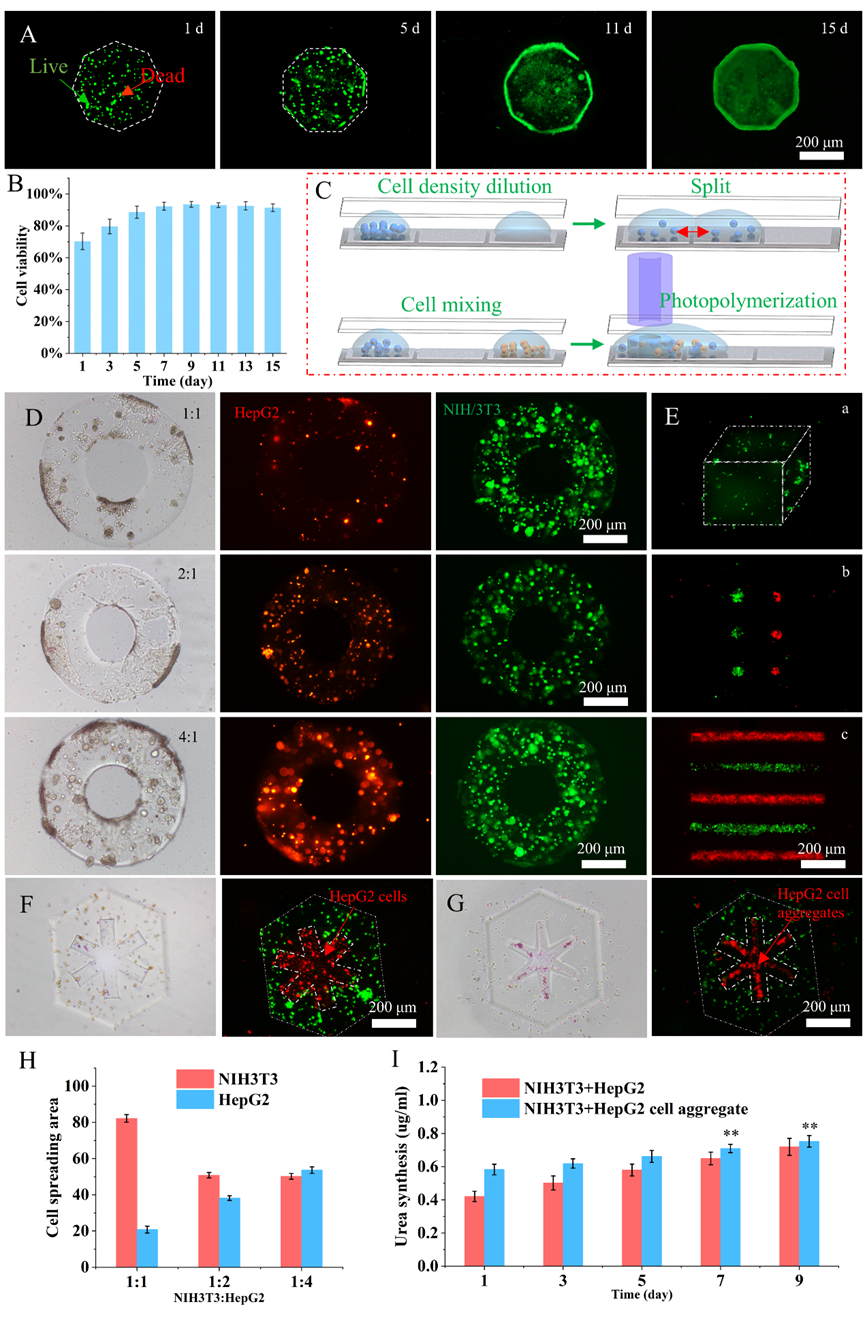 A
1 d
5 d
11 d
15 d
Live
Dead
200 μm
B
100%
80%
60%
40%
20%
0%
Cell viability
1 3 5 7 9 11 13 15
Time (day)
C
Cell density dilution
Split
Cell mixing
Photopolymerization
D
1:1
HepG2
NIH/3T3
200 μm
E
a
2:1
200 μm
b
4:1
200 μm
c
200 μm
F
HepG2 cells
200 μm
G
HepG2 cell
aggregates
200 μm
H
NIH3T3
HepG2
100
80
60
40
20
0
Cell spreading area
1:1 1:2 1:4
NIH3T3:HepG2
I
NIH3T3+HepG2
NIH3T3+HepG2 cell aggregate
1.2
1.0
0.8
0.6
0.4
0.2
0.0
Urea synthesis (ug/ml)
** **
1 3 5 7 9
Time (day)